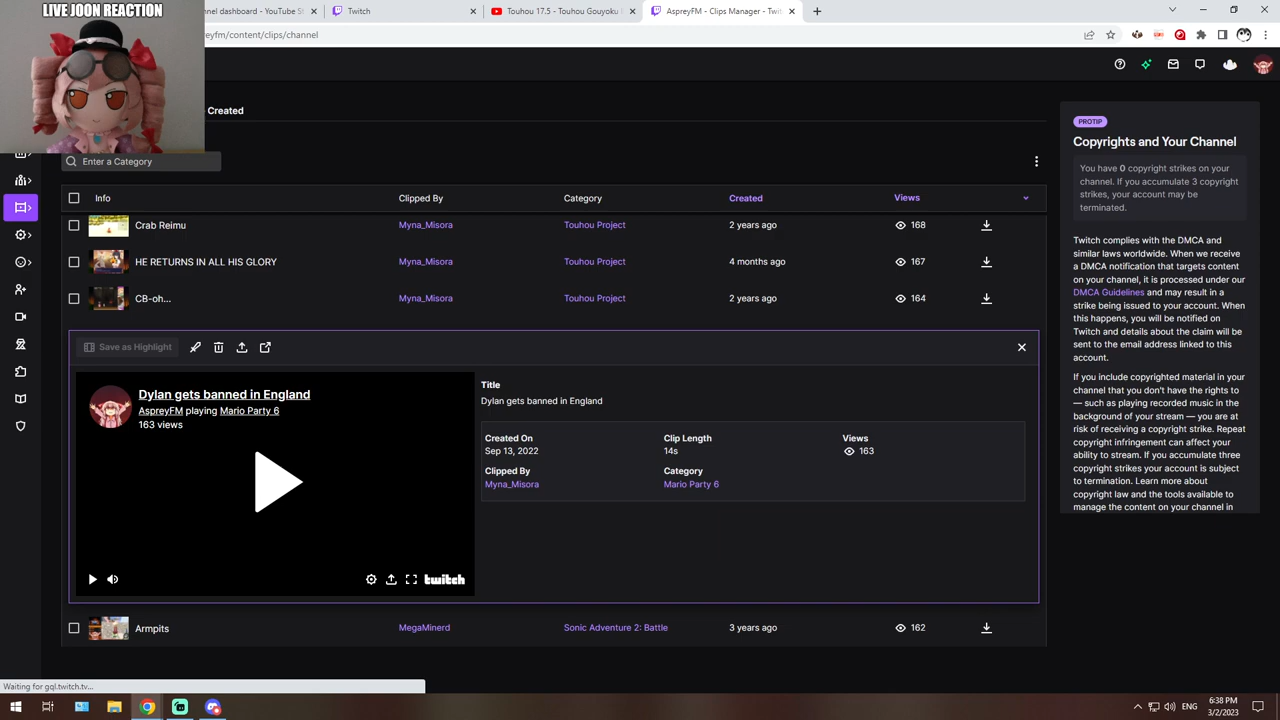 LIVE JOON REACTION
nnel dashboard - YouTube St
Twitch
Touhou 17.5 - Touhou Gouyoku
AspreyFM - Clips Manager - Twit
eyfm/content/clips/channel
Created
Enter a Category
Info
Clipped By
Category
Created
Views
Crab Reimu
Myna_Misora
Touhou Project
2 years ago
168
HE RETURNS IN ALL HIS GLORY
Myna_Misora
Touhou Project
4 months ago
167
CB-oh...
Myna_Misora
Touhou Project
2 years ago
164
Save as Highlight
Dylan gets banned in England
AspreyFM playing Mario Party 6
163 views
twitch
Title
Dylan gets banned in England
Created On
Clip Length
Views
Sep 13, 2022
14s
163
Clipped By
Category
Myna_Misora
Mario Party 6
Armpits
MegaMinerd
Sonic Adventure 2: Battle
3 years ago
162
PROTIP
Copyrights and Your Channel
You have 0 copyright strikes on
your channel. If you accumulate 3 copyright
strikes, your account may be
terminated.
Twitch complies with the DMCA and
similar laws worldwide. When we receive
a DMCA notification that targets content
on your channel, it is processed under our
DMCA Guidelines and may result in a
strike being issued to your account. When
this happens, you will be notified on
Twitch and details about the claim will be
sent to the email address linked to this
account.
If you include copyrighted material in your
channel that you don't have the rights to
— such as playing recorded music in the
background of your stream — you are at
risk of receiving a copyright strike. Repeat
copyright infringement can affect your
ability to stream. If you accumulate three
copyright strikes your account is subject
to termination. Learn more about
copyright law and the tools available to
manage the content on your channel in
Waiting for gql.twitch.tv...
ENG
6:38 PM
3/2/2023